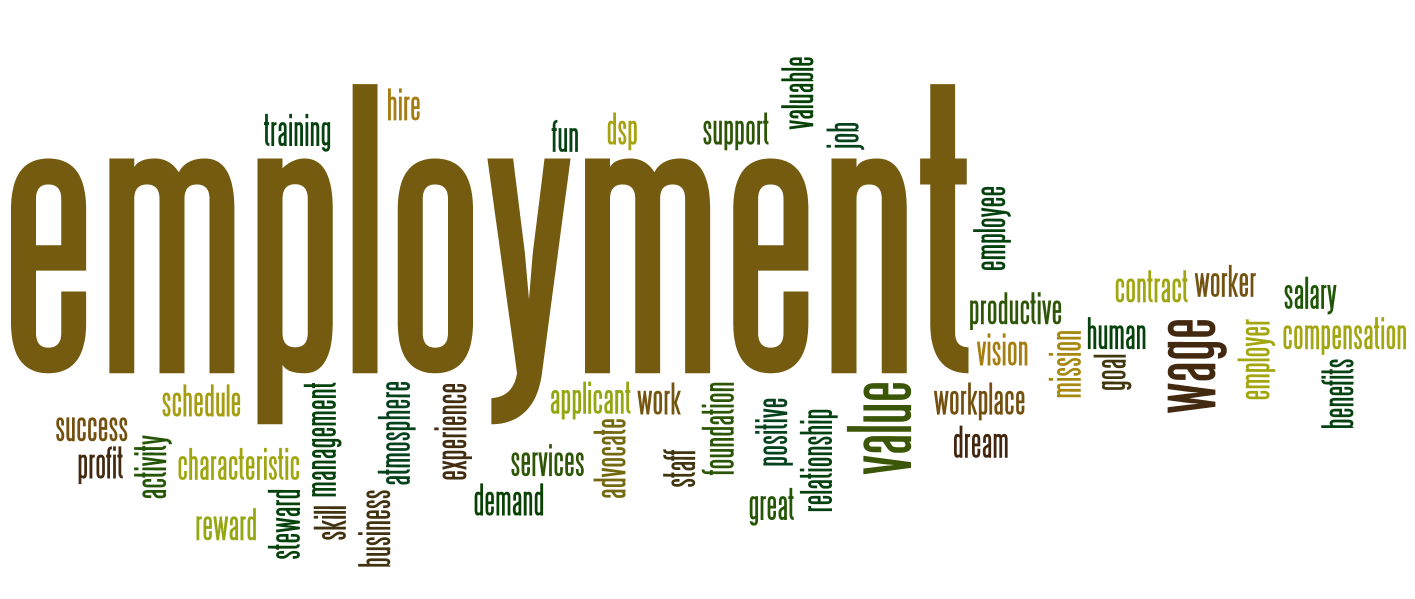 valuable
hire
training
fun
dsp
support
job
employment
employee
contract
worker
salary
productive
human
wage
employer
compensation
vision
mission
goal
benefits
schedule
management
atmosphere
experience
applicant
work
foundation
positive
relationship
value
workplace
success
profit
activity
characteristic
services
advocate
staff
dream
demand
great
reward
steward
skill
business